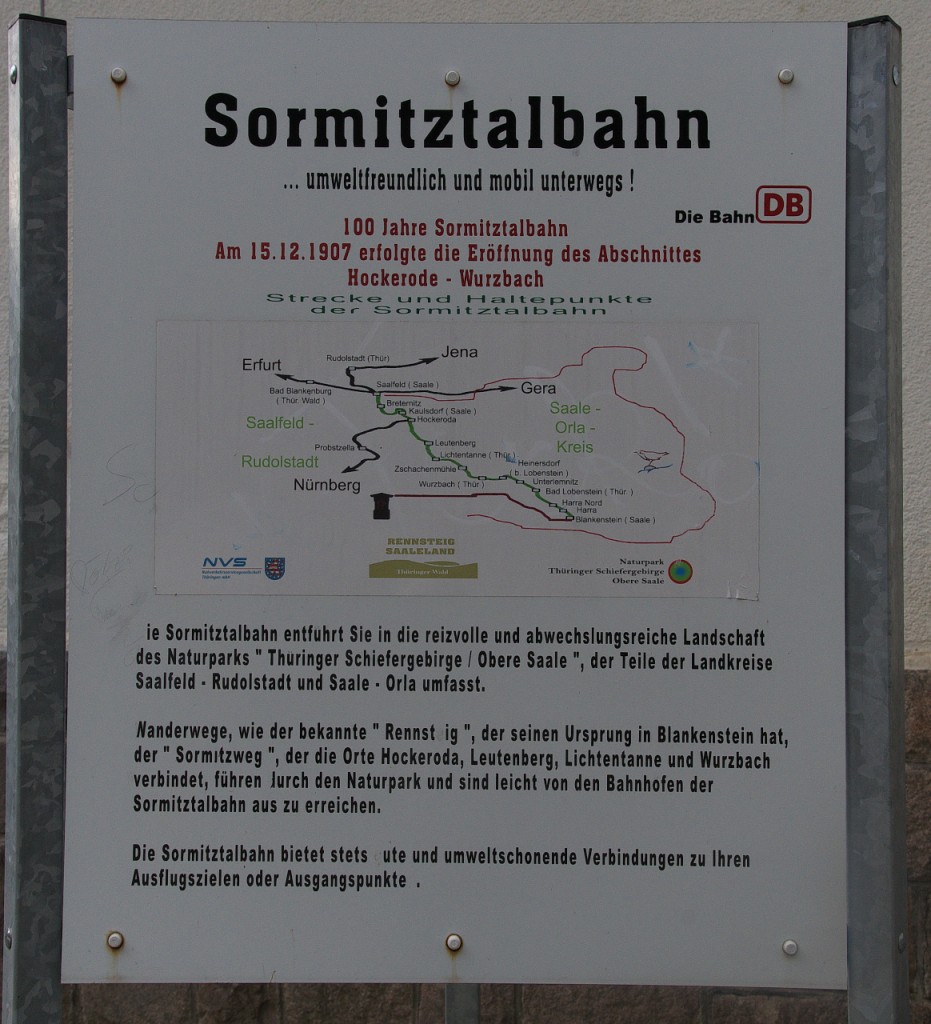 Sormitztalbahn
... umweltfreundlich und mobil unterwegs !
Die Bahn DB
100 Jahre Sormitztalbahn
Am 15.12.1907 erfolgte die Eröffnung des Abschnittes
Hockerode - Wurzbach
Strecke und Haltepunkte
der Sormitztalbahn
Rudolstadt (Thür)
Jena
Erfurt
Saalfeld ( Saale )
Gera
Bad Blankenburg
( Thür. Wald )
Breternitz
Kaulsdorf ( Saale )
Hockeroda
Saalfeld -
Rudolstadt
Saale -
Orla -
Kreis
Probstzella
Leutenberg
Lichtentanne ( Thür.)
Nürnberg
Zschachenmühle
Heinersdorf
( b. Lobenstein )
Wurzbach ( Thür )
Unterlemnitz
Bad Lobenstein ( Thür. )
Harra Nord
Harra
Blankenstein ( Saale )
NVS
RENNSTEIG
SAALELAND
Thüringer Wald
Naturpark
Thüringer Schiefergebirge
Obere Saale
ie Sormitztalbahn entfuhrt Sie in die reizvolle und abwechslungsreiche Landschaft
des Naturparks " Thuringer Schiefergebirge / Obere Saale ", der Teile der Landkreise
Saalfeld - Rudolstadt und Saale - Orla umfasst.
Wanderwege, wie der bekannte " Rennst ig ", der seinen Ursprung in Blankenstein hat,
der " Sormitzweg ", der die Orte Hockeroda, Leutenberg, Lichtentanne und Wurzbach
verbindet, führen durch den Naturpark und sind leicht von den Bahnhofen der
Sormitztalbahn aus zu erreichen.
Die Sormitztalbahn bietet stets ute und umweltschonende Verbindungen zu Ihren
Ausflugszielen oder Ausgangspunkte .